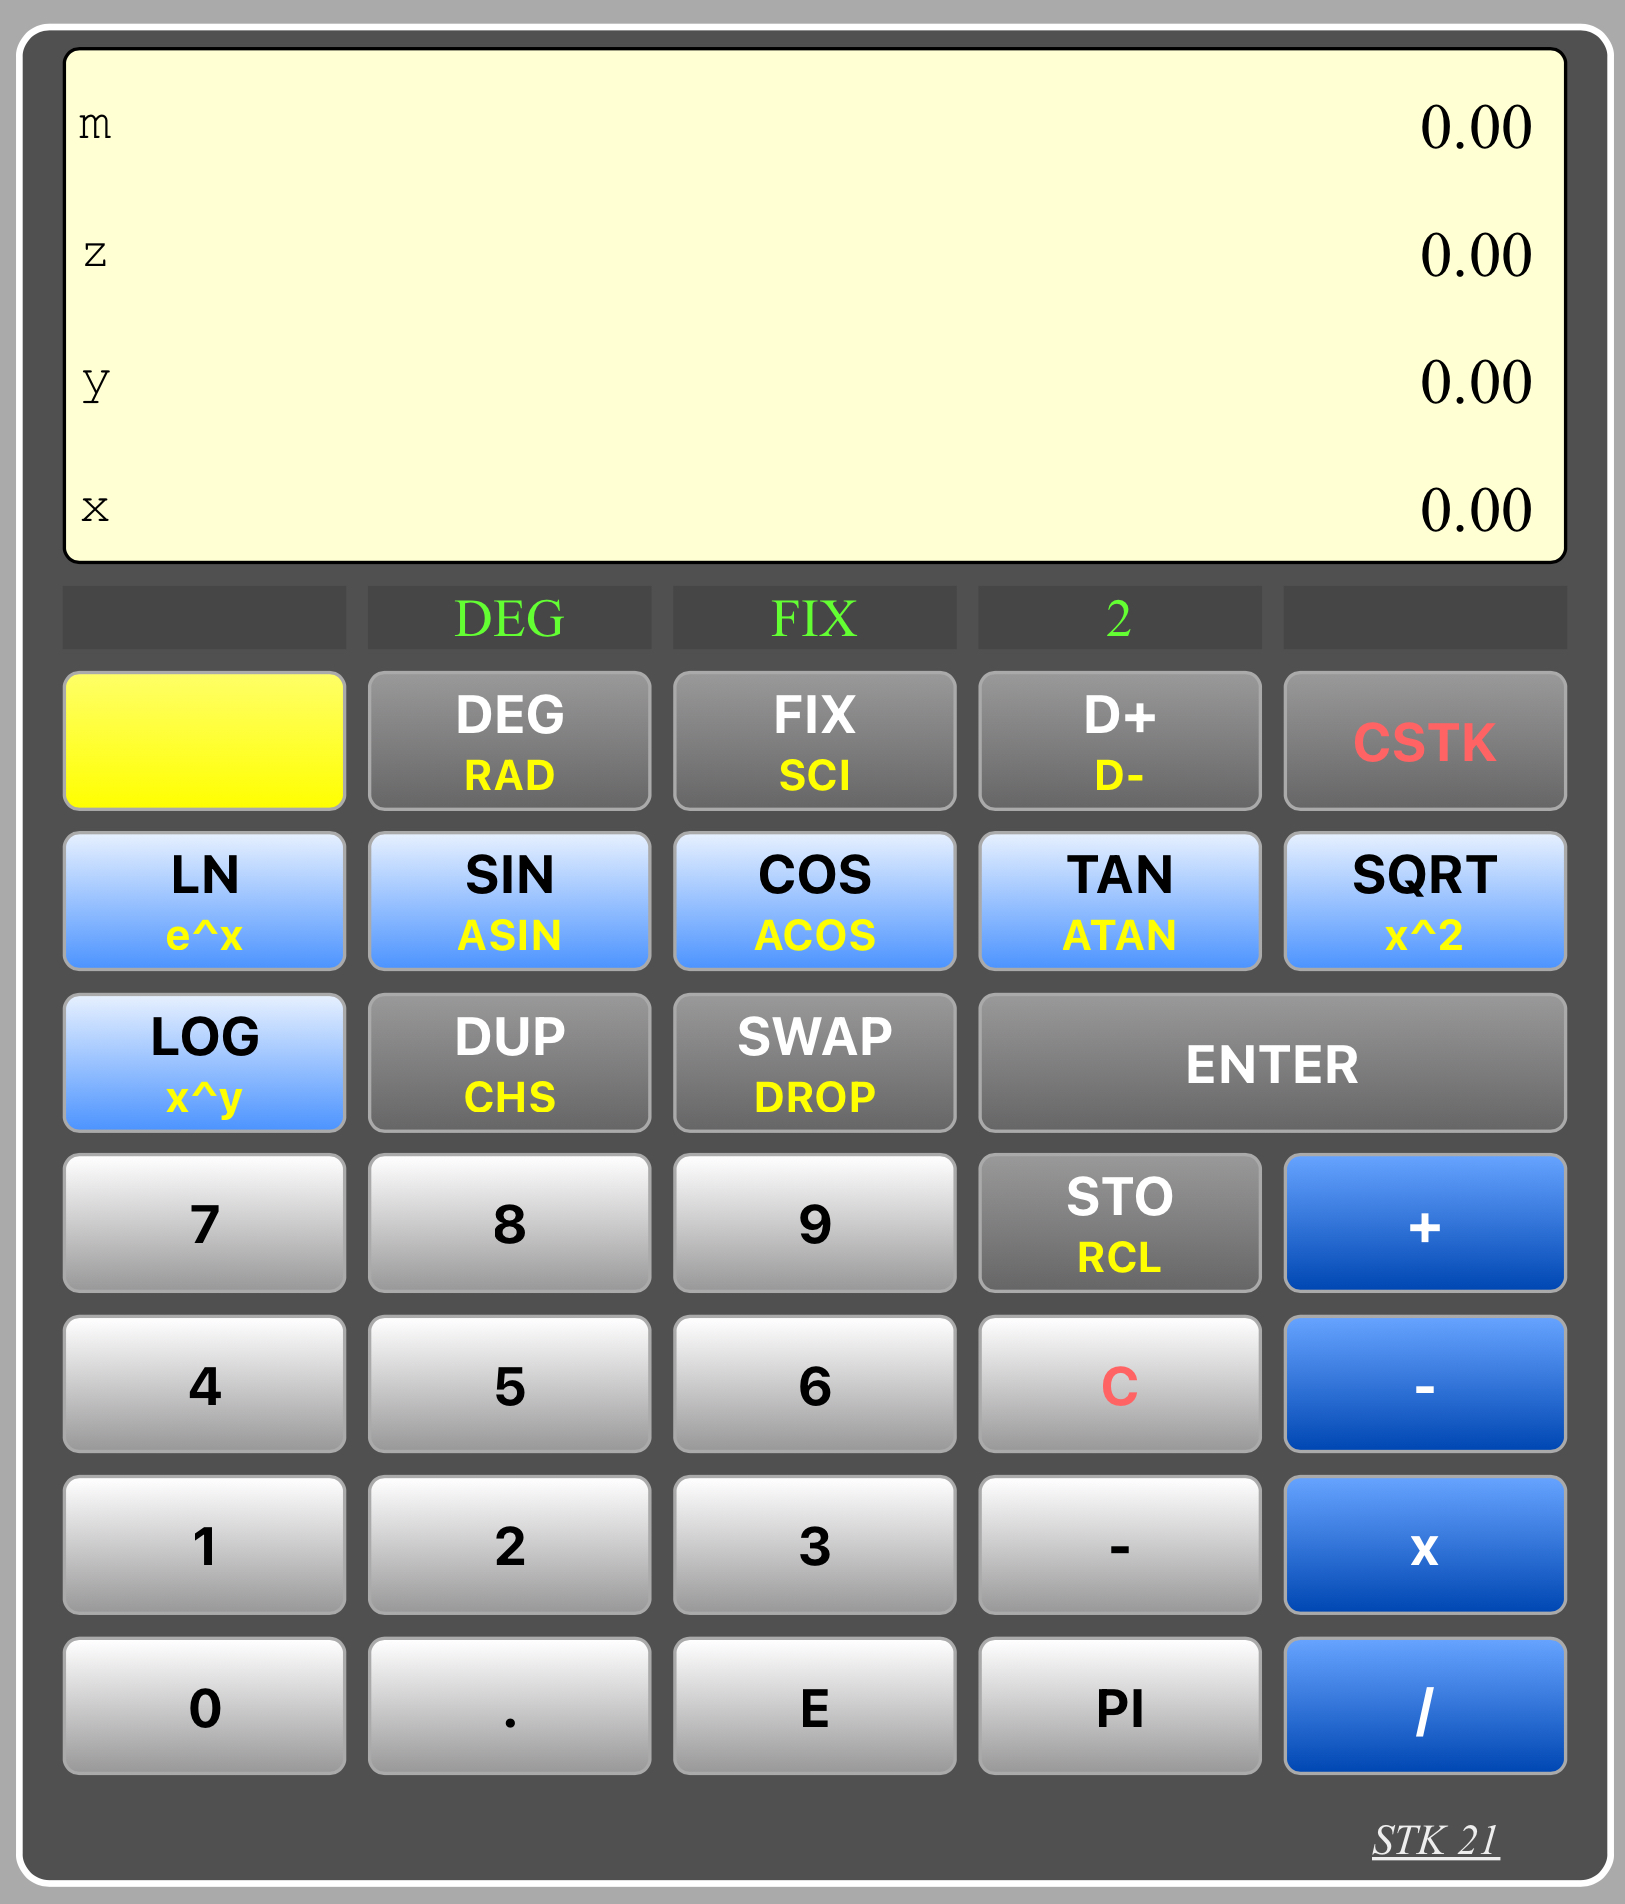 m 0.00
z 0.00
y 0.00
x 0.00
DEG FIX 2
DEG FIX D+ CSTK
RAD SCI D-
LN SIN COS TAN SQRT
e^x ASIN ACOS ATAN x^2
LOG DUP SWAP ENTER
x^y CHS DROP
7 8 9 STO +
RCL
4 5 6 C -
1 2 3 - x
0 . E PI /
STK 21